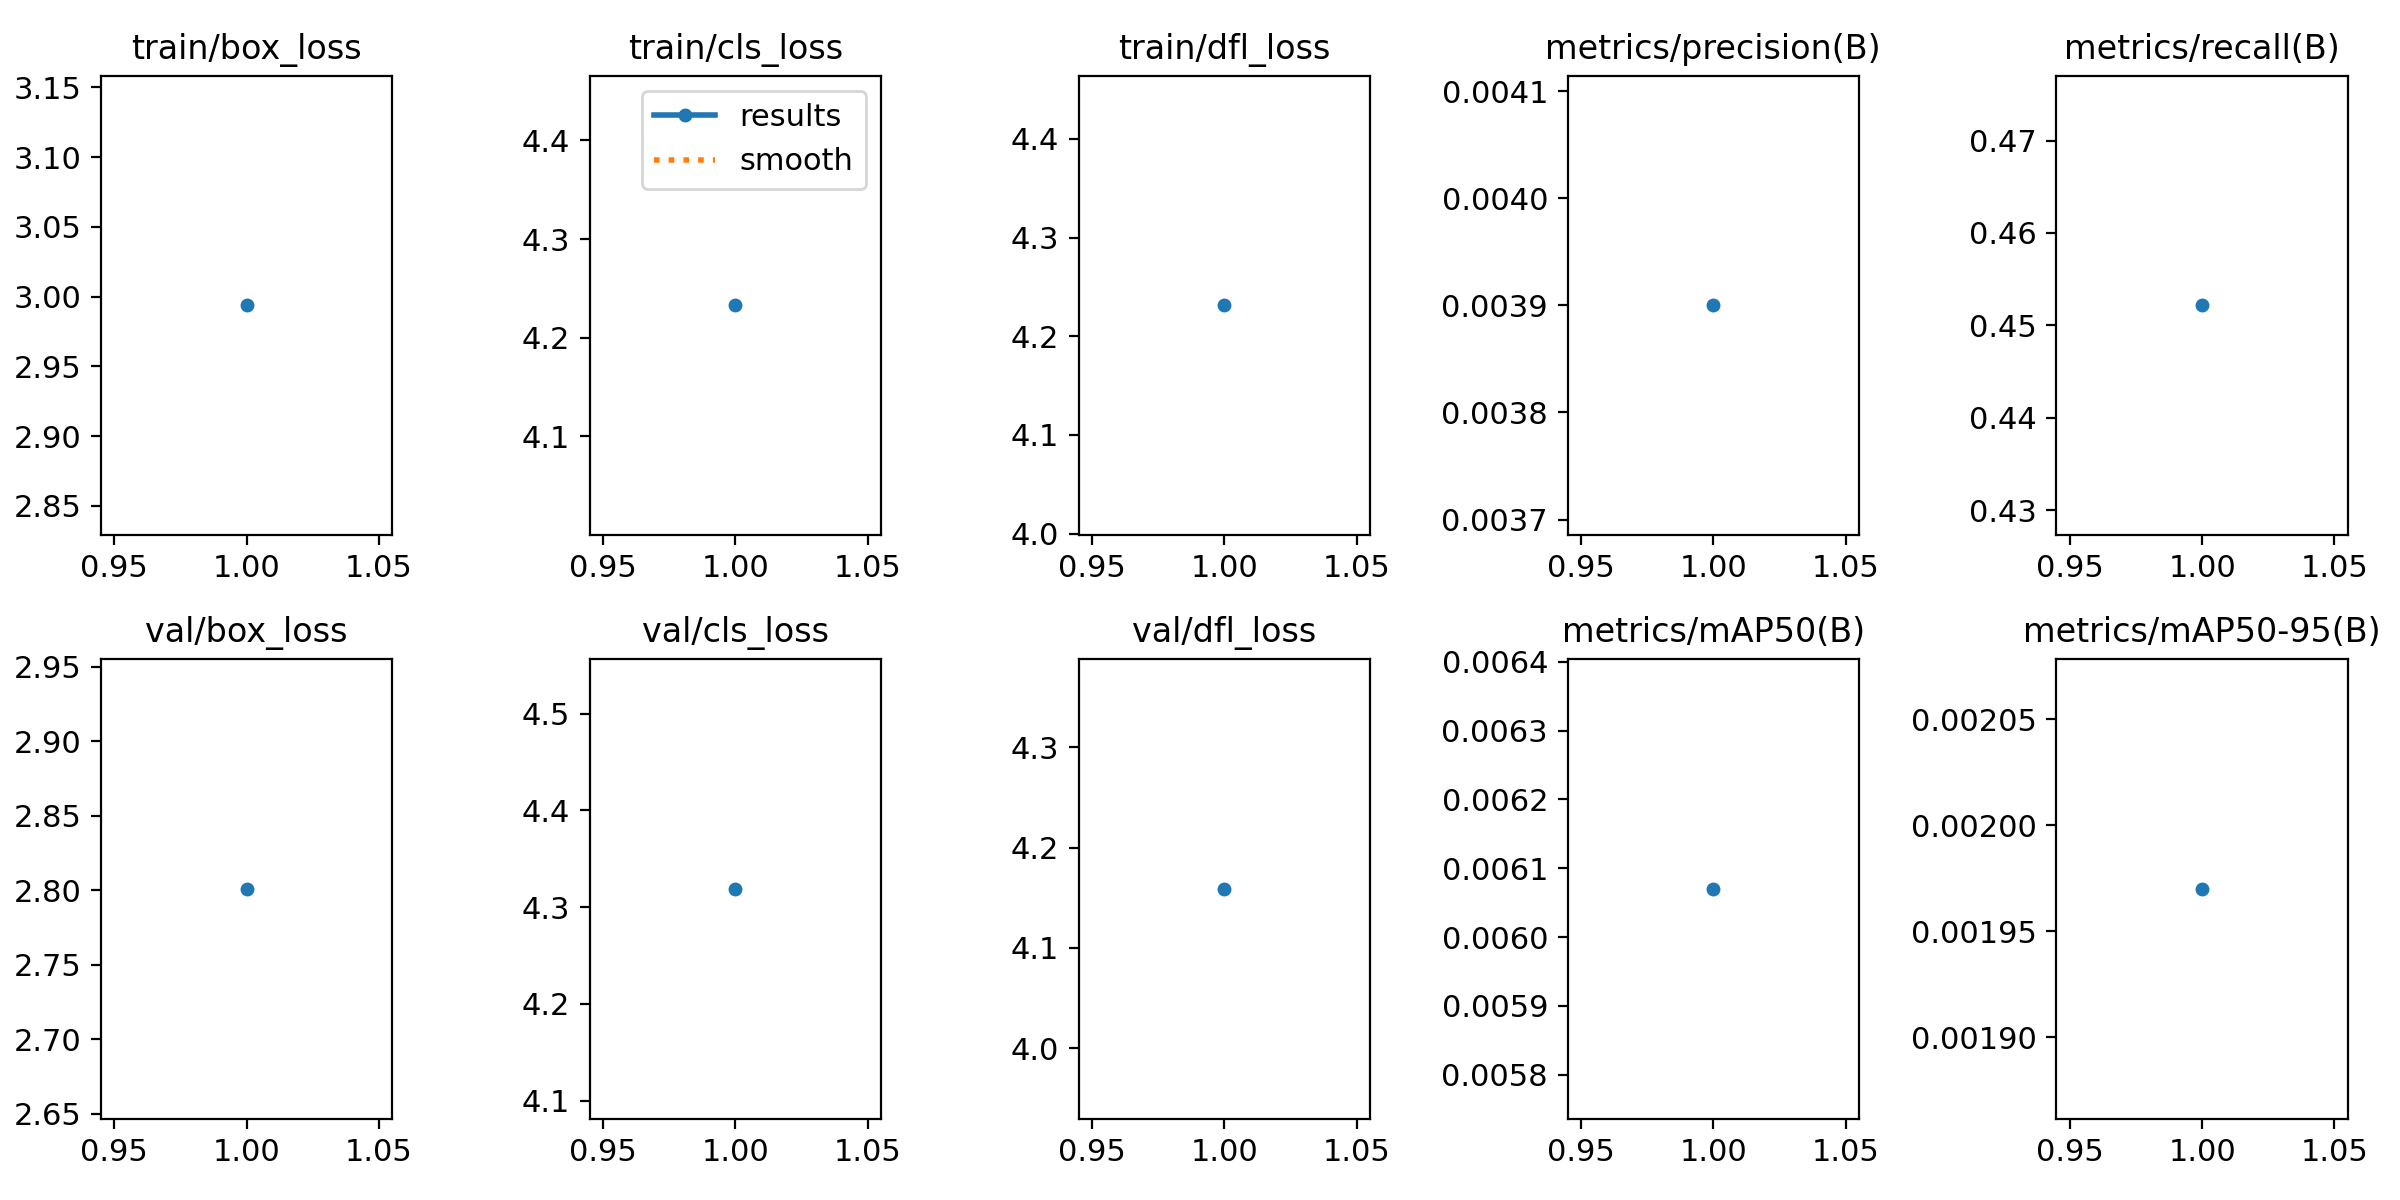 train/box_loss
3.15
3.10
3.05
3.00
2.95
2.90
2.85
0.95 1.00 1.05
train/cls_loss
results
smooth
4.4
4.3
4.2
4.1
0.95 1.00 1.05
train/dfl_loss
4.4
4.3
4.2
4.1
4.0
0.95 1.00 1.05
metrics/precision(B)
0.0041
0.0040
0.0039
0.0038
0.0037
0.95 1.00 1.05
metrics/recall(B)
0.47
0.46
0.45
0.44
0.43
0.95 1.00 1.05
val/box_loss
2.95
2.90
2.85
2.80
2.75
2.70
2.65
0.95 1.00 1.05
val/cls_loss
4.5
4.4
4.3
4.2
4.1
0.95 1.00 1.05
val/dfl_loss
4.3
4.2
4.1
4.0
0.95 1.00 1.05
metrics/mAP50(B)
0.0064
0.0063
0.0062
0.0061
0.0060
0.0059
0.0058
0.95 1.00 1.05
metrics/mAP50-95(B)
0.00205
0.00200
0.00195
0.00190
0.95 1.00 1.05